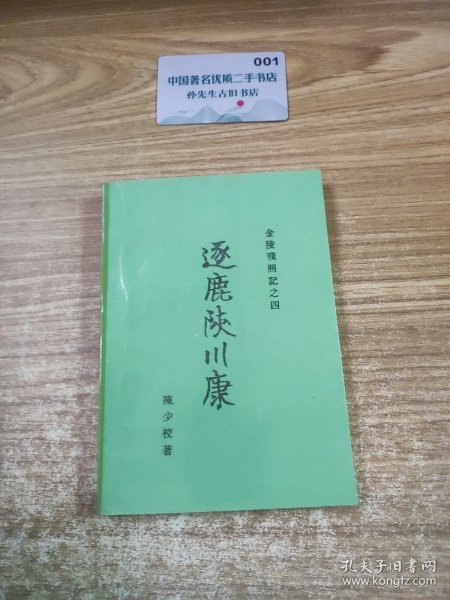 001
中国著名优质二手书店
孙先生古旧书店
金陵殘照記之四
逐鹿陝川康
陳少校著
孔夫子旧书网
www.kongfz.com